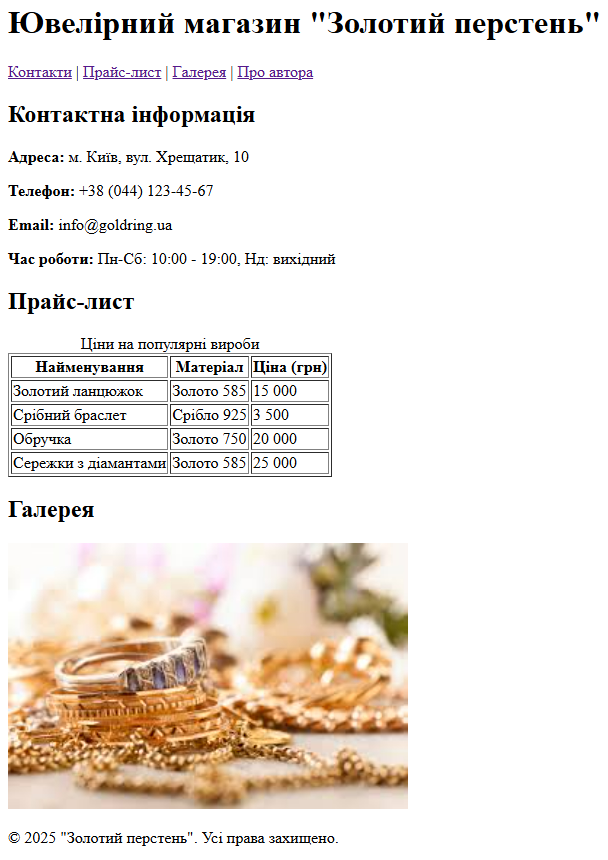 Ювелірний магазин "Золотий перстень"
Контакти | Прайс-лист | Галерея | Про автора
Контактна інформація
Адреса: м. Київ, вул. Хрещатик, 10
Телефон: +38 (044) 123-45-67
Email: info@goldring.ua
Час роботи: Пн-Сб: 10:00 - 19:00, Нд: вихідний
Прайс-лист
Ціни на популярні вироби
Найменування Матеріал Ціна (грн)
Золотий ланцюжок Золото 585 15 000
Срібний браслет Срібло 925 3 500
Обручка Золото 750 20 000
Сережки з діамантами Золото 585 25 000
Галерея
© 2025 "Золотий перстень". Усі права захищено.